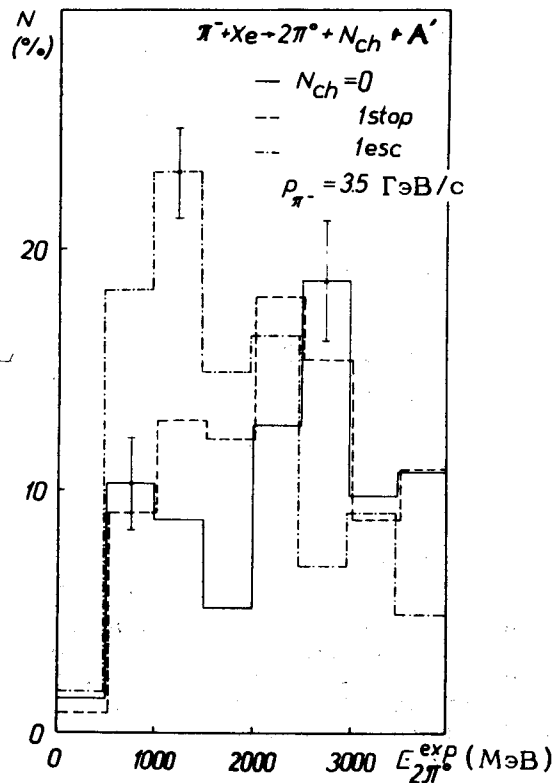 N
(%)
π⁻+Xe→2π°+N_ch+A′
— N_ch=0
--- 1stop
-·- 1esc
p_π⁻ = 3.5 ГэВ/c
20
10
0
0 1000 2000 3000 E_2π°^exp (МэВ)